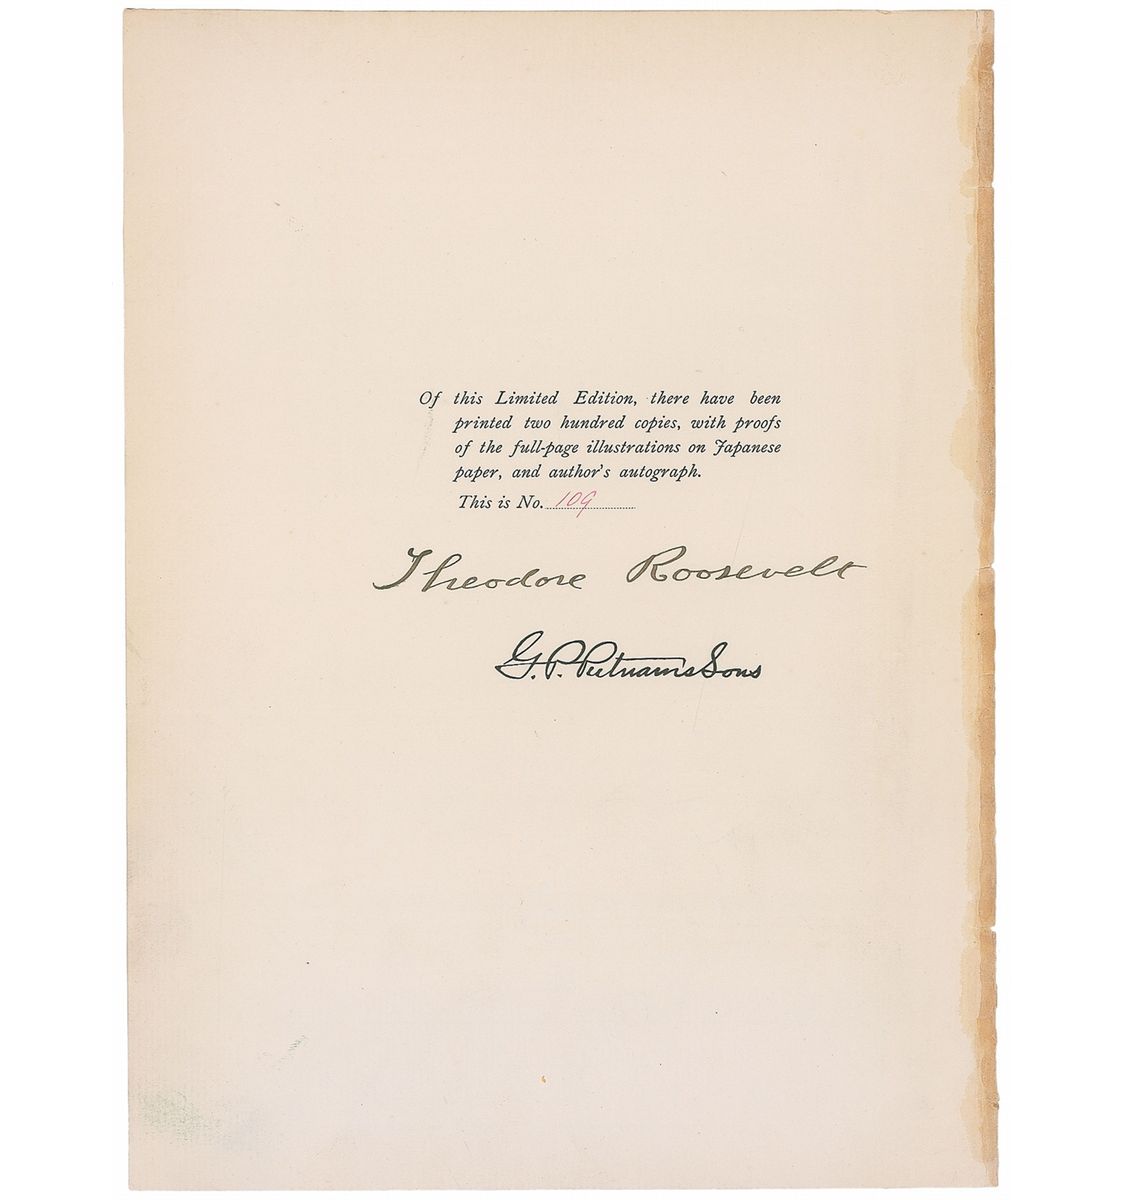 Of this Limited Edition, there have been
printed two hundred copies, with proofs
of the full-page illustrations on Japanese
paper, and author's autograph.
This is No. 109
Theodore Roosevelt
G. P. Putnams Sons